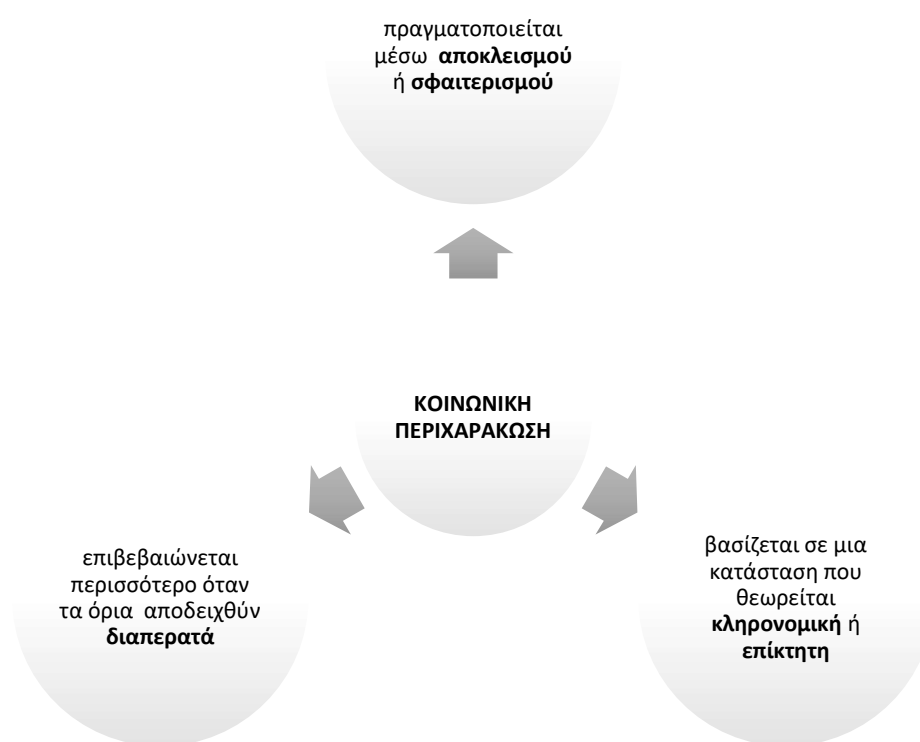 πραγματοποιείται
μέσω αποκλεισμού
ή σφαιτερισμού
ΚΟΙΝΩΝΙΚΗ
ΠΕΡΙΧΑΡΑΚΩΣΗ
επιβεβαιώνεται
περισσότερο όταν
τα όρια αποδειχθύν
διαπερατά
βασίζεται σε μια
κατάσταση που
θεωρείται
κληρονομική ή
επίκτητη